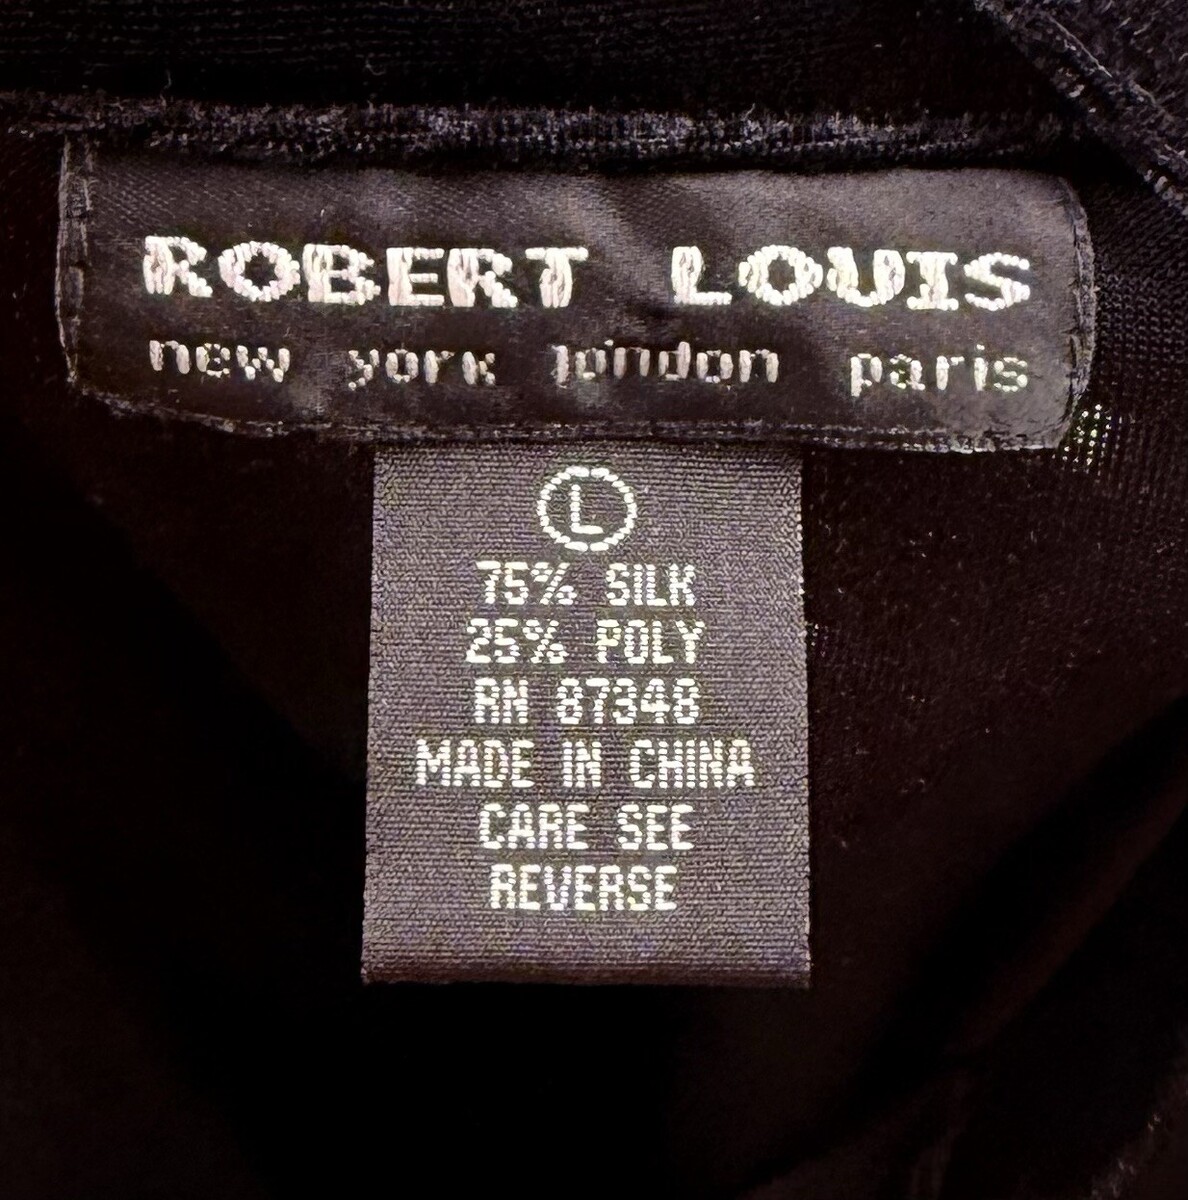 ROBERT LOUIS
new york london paris
L
75% SILK
25% POLY
RN 87348
MADE IN CHINA
CARE SEE
REVERSE